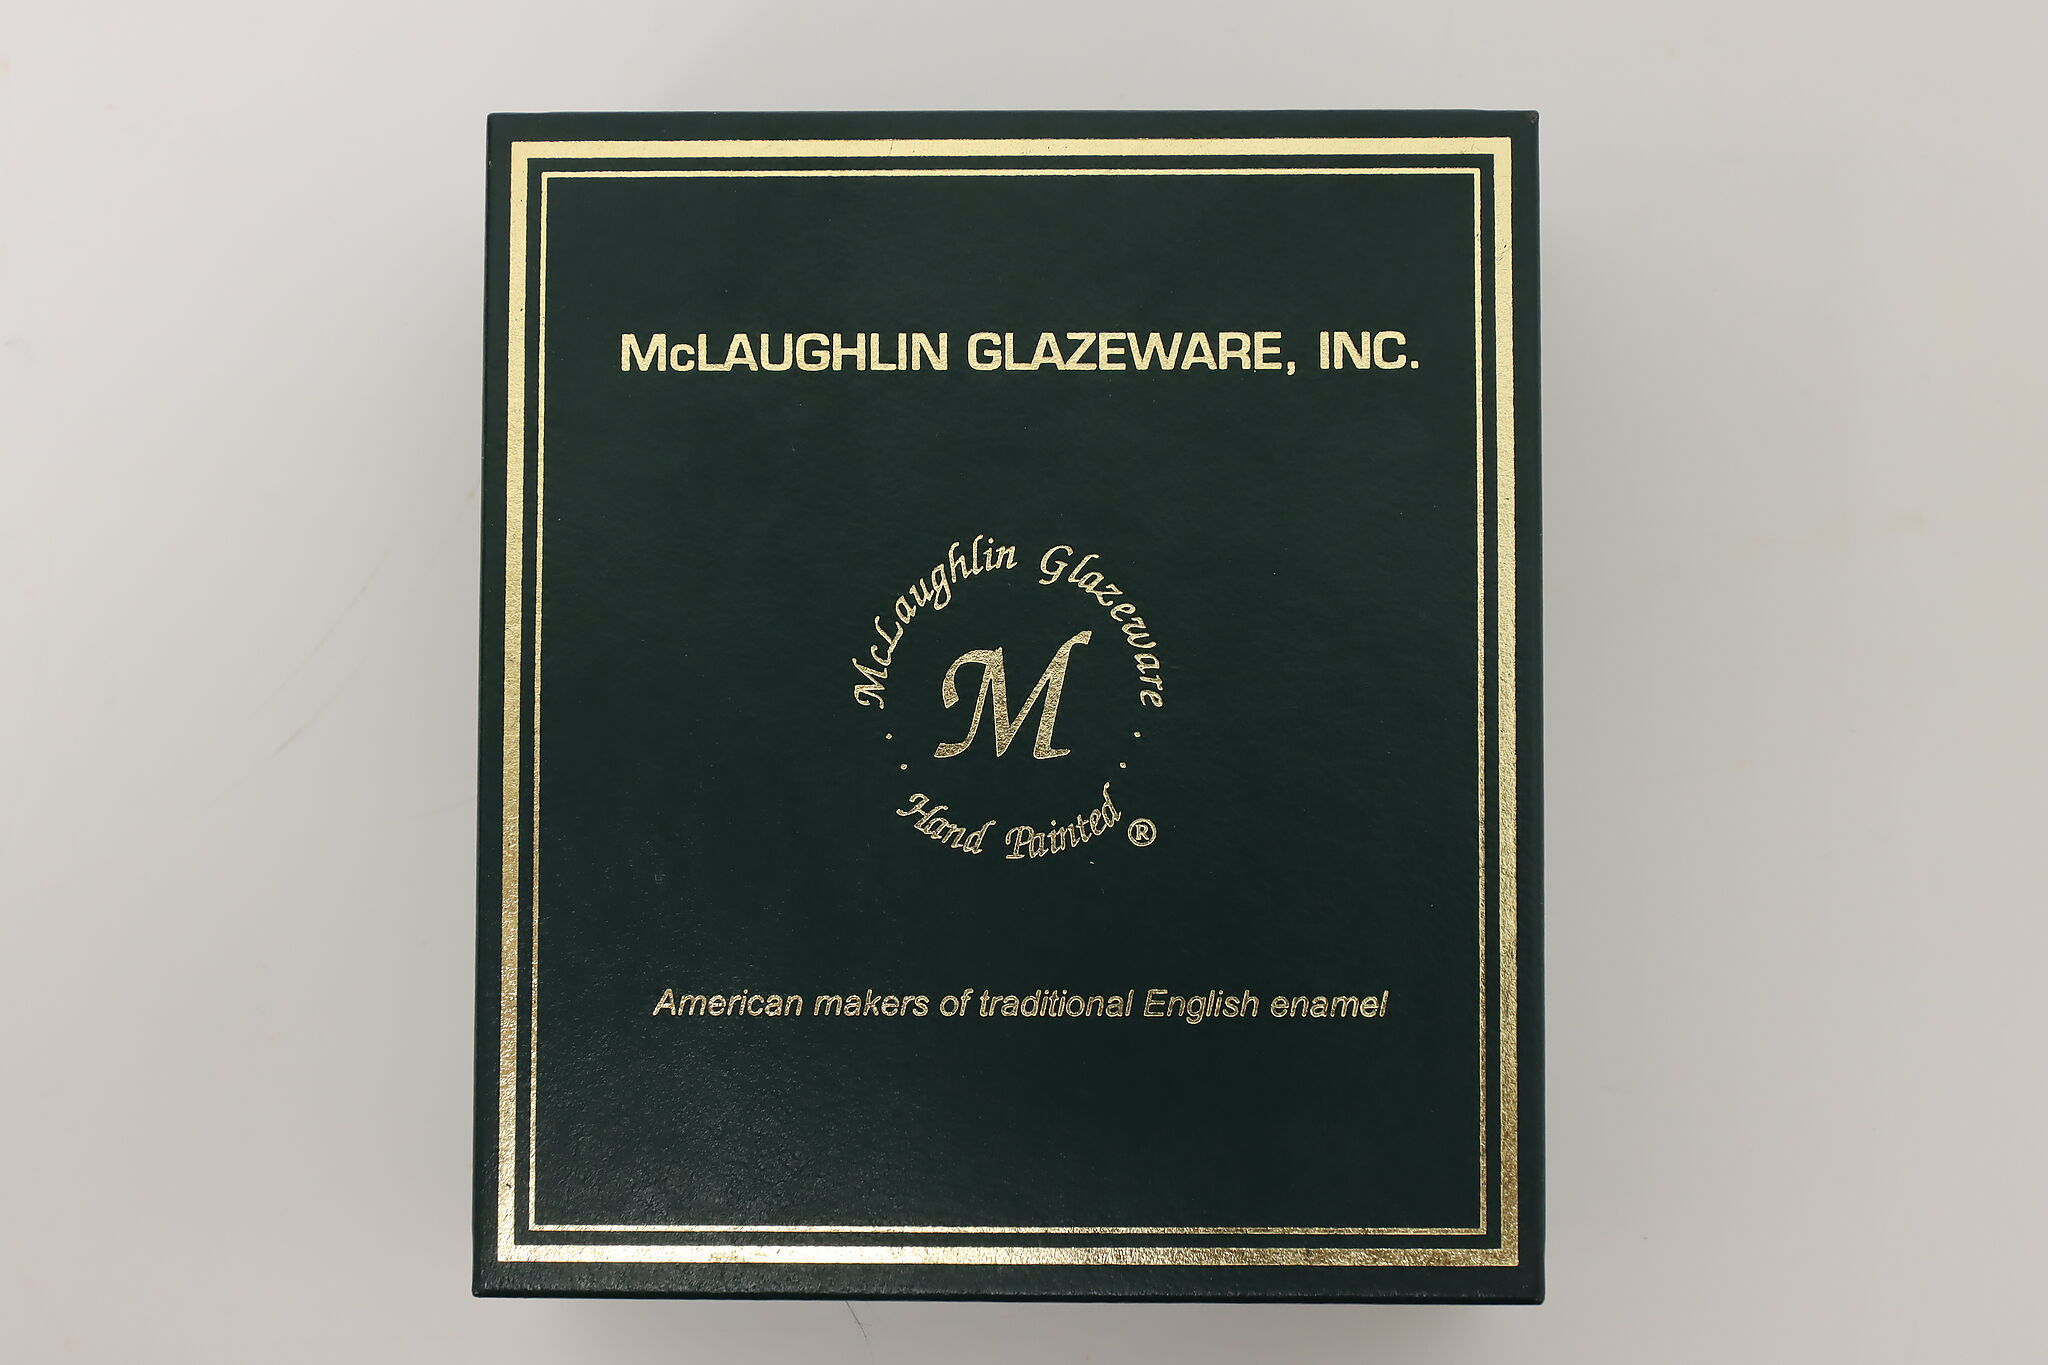 McLAUGHLIN GLAZEWARE, INC.
McLaughlin Glazeware
M
Hand Painted ®
American makers of traditional English enamel